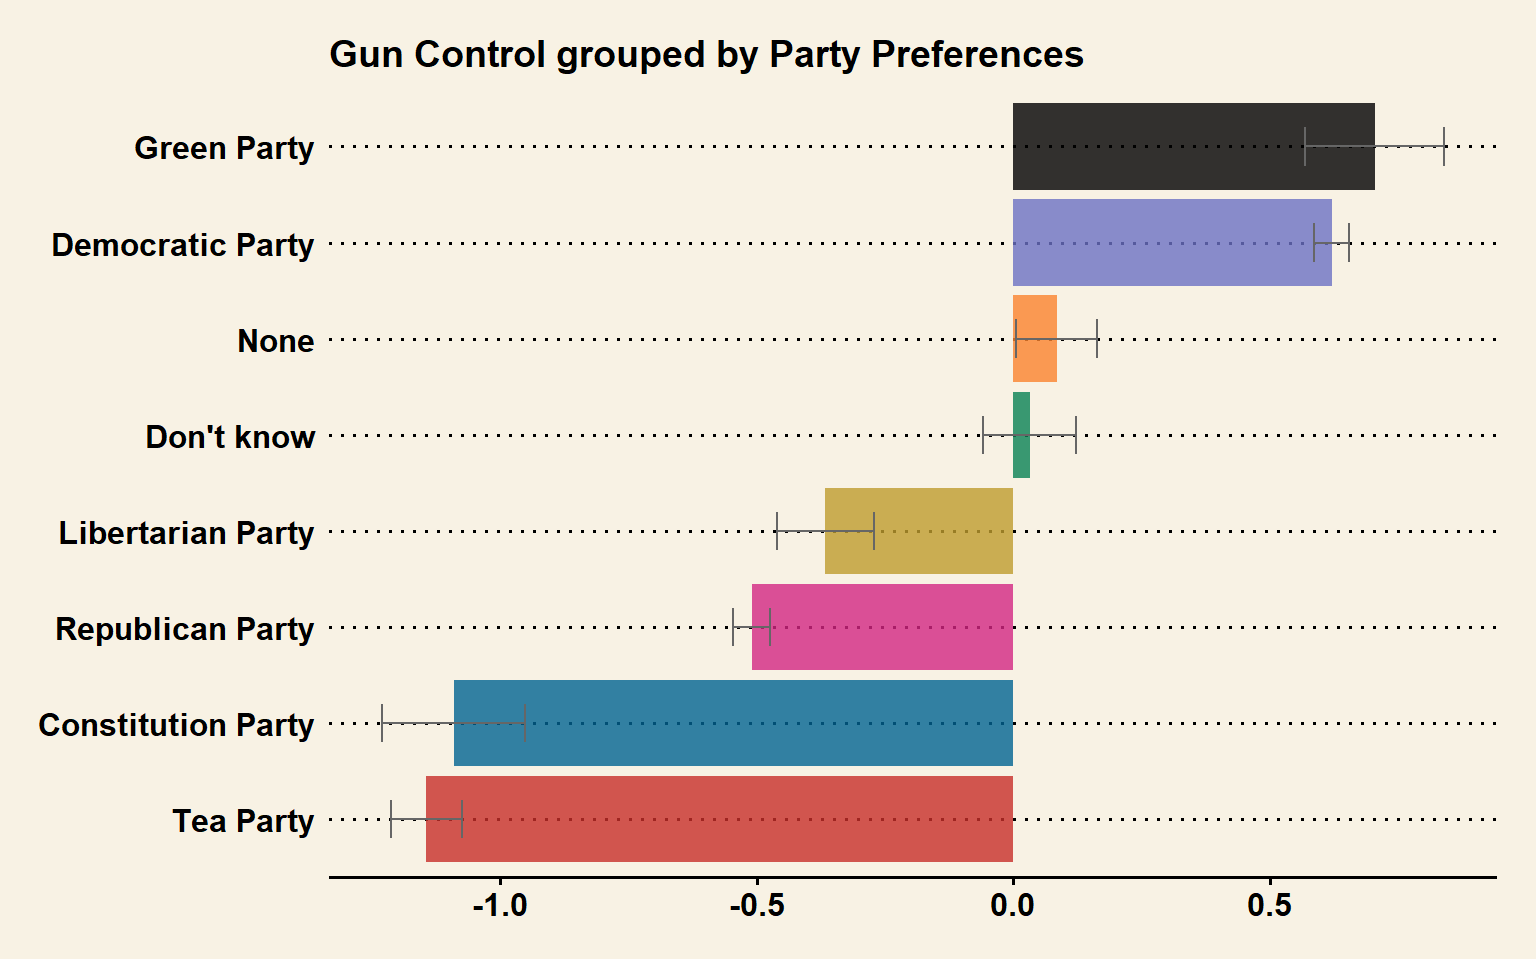 Gun Control grouped by Party Preferences
Green Party
Democratic Party
None
Don't know
Libertarian Party
Republican Party
Constitution Party
Tea Party
-1.0 -0.5 0.0 0.5